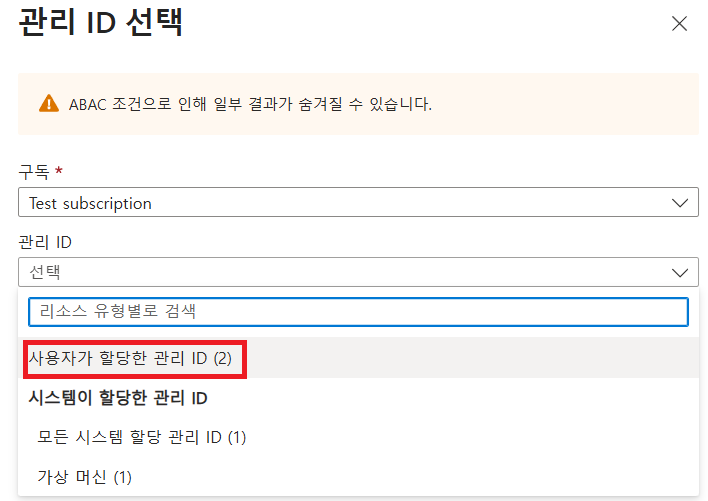 관리 ID 선택
ABAC 조건으로 인해 일부 결과가 숨겨질 수 있습니다.
구독 *
Test subscription
관리 ID
선택
리소스 유형별로 검색
사용자가 할당한 관리 ID (2)
시스템이 할당한 관리 ID
모든 시스템 할당 관리 ID (1)
가상 머신 (1)